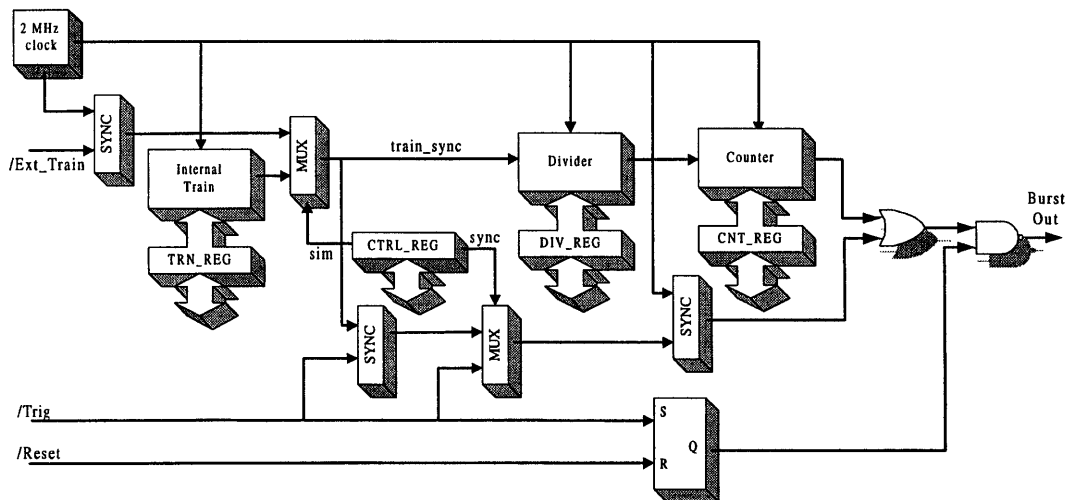 2 MHz
clock
SYNC
/Ext_Train
Internal
Train
TRN_REG
MUX
sim
train_sync
CTRL_REG
sync
Divider
DIV_REG
Counter
CNT_REG
Burst
Out
SYNC
MUX
SYNC
/Trig
/Reset
S
Q
R